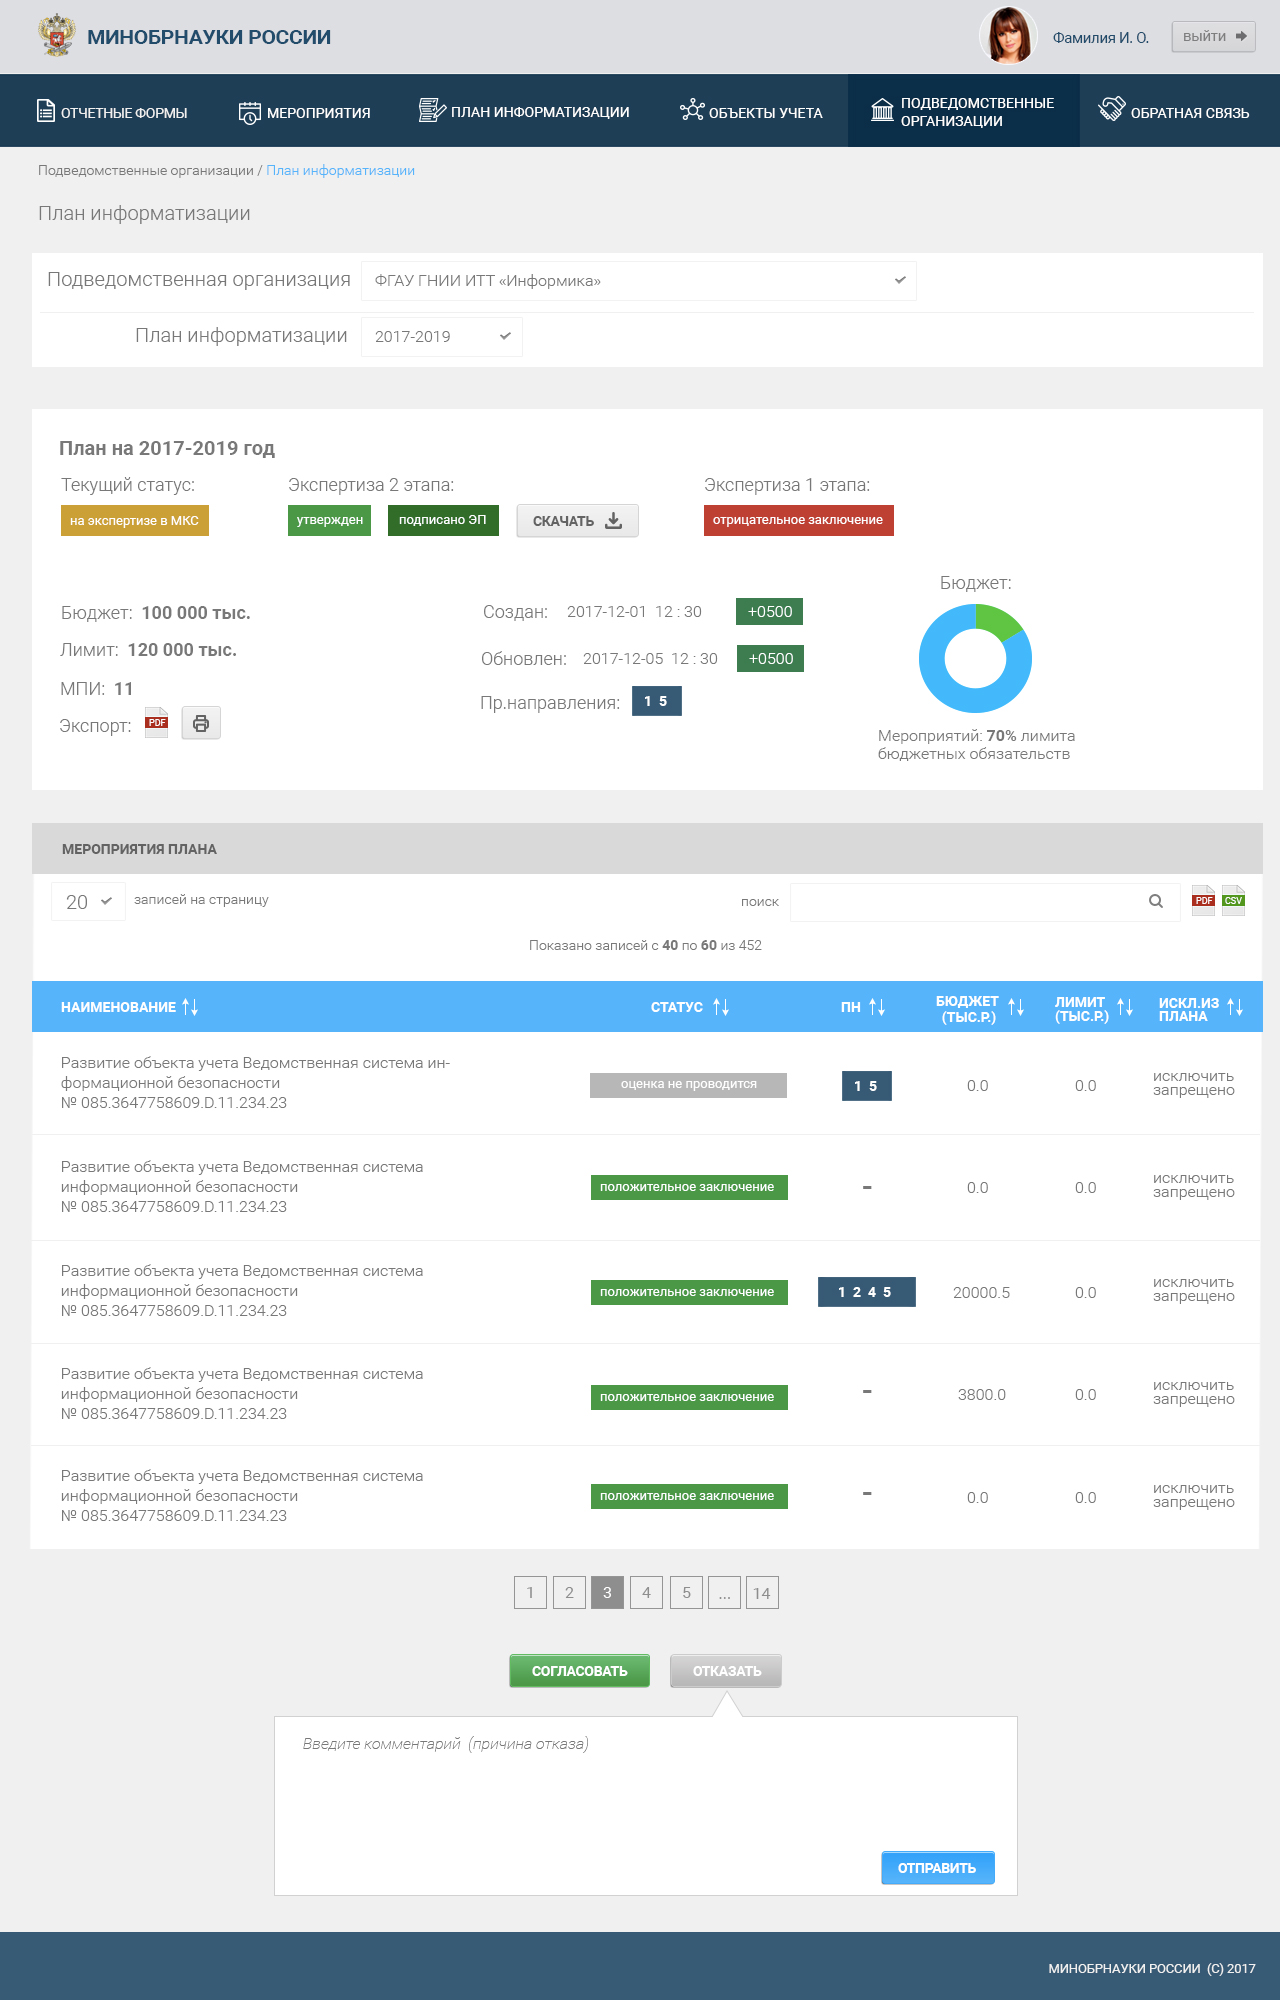 МИНОБРНАУКИ РОССИИ
Фамилия И. О.
выйти
ОТЧЕТНЫЕ ФОРМЫ
МЕРОПРИЯТИЯ
ПЛАН ИНФОРМАТИЗАЦИИ
ОБЪЕКТЫ УЧЕТА
ПОДВЕДОМСТВЕННЫЕ
ОРГАНИЗАЦИИ
ОБРАТНАЯ СВЯЗЬ
Подведомственные организации / План информатизации
План информатизации
Подведомственная организация
ФГАУ ГНИИ ИТТ «Информика»
План информатизации
2017-2019
План на 2017-2019 год
Текущий статус:
Экспертиза 2 этапа:
Экспертиза 1 этапа:
на экспертизе в МКС
утвержден
подписано ЭП
СКАЧАТЬ
отрицательное заключение
Бюджет: 100 000 тыс.
Лимит: 120 000 тыс.
МПИ: 11
Экспорт:
PDF
Создан: 2017-12-01 12 : 30 +0500
Обновлен: 2017-12-05 12 : 30 +0500
Пр.направления: 1 5
Бюджет:
Мероприятий: 70% лимита
бюджетных обязательств
МЕРОПРИЯТИЯ ПЛАНА
20
записей на страницу
поиск
PDF
CSV
Показано записей с 40 по 60 из 452
НАИМЕНОВАНИЕ
СТАТУС
ПН
БЮДЖЕТ
(ТЫС.Р.)
ЛИМИТ
(ТЫС.Р.)
ИСКЛ.ИЗ
ПЛАНА
Развитие объекта учета Ведомственная система ин-
формационной безопасности
№ 085.3647758609.D.11.234.23
оценка не проводится
1 5
0.0
0.0
исключить
запрещено
Развитие объекта учета Ведомственная система
информационной безопасности
№ 085.3647758609.D.11.234.23
положительное заключение
-
0.0
0.0
исключить
запрещено
Развитие объекта учета Ведомственная система
информационной безопасности
№ 085.3647758609.D.11.234.23
положительное заключение
1 2 4 5
20000.5
0.0
исключить
запрещено
Развитие объекта учета Ведомственная система
информационной безопасности
№ 085.3647758609.D.11.234.23
положительное заключение
-
3800.0
0.0
исключить
запрещено
Развитие объекта учета Ведомственная система
информационной безопасности
№ 085.3647758609.D.11.234.23
положительное заключение
-
0.0
0.0
исключить
запрещено
1 2 3 4 5 ... 14
СОГЛАСОВАТЬ
ОТКАЗАТЬ
Введите комментарий (причина отказа)
ОТПРАВИТЬ
МИНОБРНАУКИ РОССИИ (С) 2017